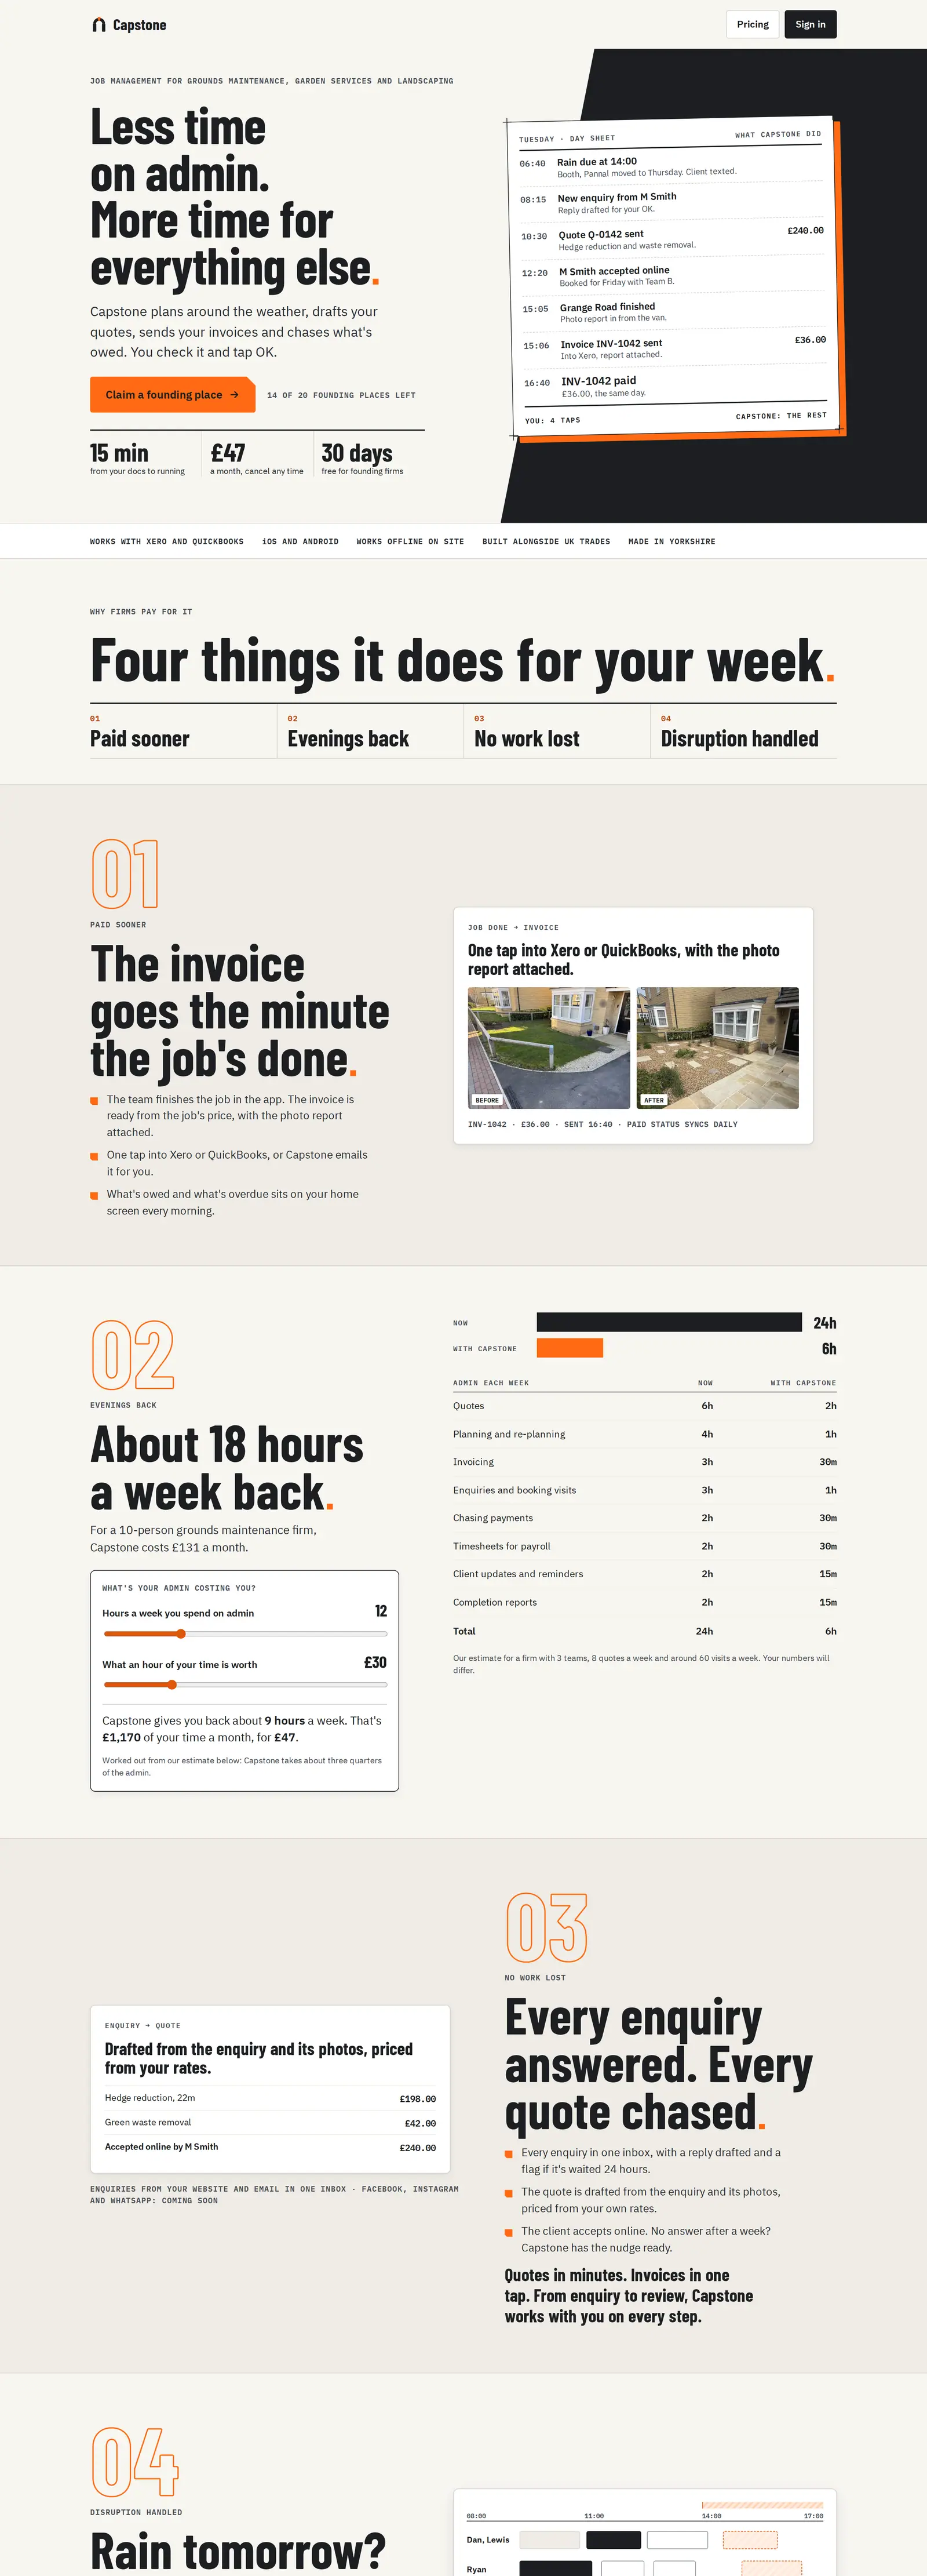 Capstone
Pricing
Sign in
JOB MANAGEMENT FOR GROUNDS MAINTENANCE, GARDEN SERVICES AND LANDSCAPING
Less time
on admin.
More time for
everything else.
Capstone plans around the weather, drafts your
quotes, sends your invoices and chases what's
owed. You check it and tap OK.
Claim a founding place →
14 OF 20 FOUNDING PLACES LEFT
15 min
from your docs to running
£47
a month, cancel any time
30 days
free for founding firms
TUESDAY · DAY SHEET
WHAT CAPSTONE DID
06:40 Rain due at 14:00
Booth, Pannal moved to Thursday. Client texted.
08:15 New enquiry from M Smith
Reply drafted for your OK.
10:30 Quote Q-0142 sent £240.00
Hedge reduction and waste removal.
12:20 M Smith accepted online
Booked for Friday with Team B.
15:05 Grange Road finished
Photo report in from the van.
15:06 Invoice INV-1042 sent £36.00
Into Xero, report attached.
16:40 INV-1042 paid
£36.00, the same day.
YOU: 4 TAPS
CAPSTONE: THE REST
WORKS WITH XERO AND QUICKBOOKS
iOS AND ANDROID
WORKS OFFLINE ON SITE
BUILT ALONGSIDE UK TRADES
MADE IN YORKSHIRE
WHY FIRMS PAY FOR IT
Four things it does for your week.
01
Paid sooner
02
Evenings back
03
No work lost
04
Disruption handled
01
PAID SOONER
The invoice
goes the minute
the job's done.
The team finishes the job in the app. The invoice is
ready from the job's price, with the photo report
attached.
One tap into Xero or QuickBooks, or Capstone emails
it for you.
What's owed and what's overdue sits on your home
screen every morning.
JOB DONE → INVOICE
One tap into Xero or QuickBooks, with the photo
report attached.
BEFORE
AFTER
INV-1042 · £36.00 · SENT 16:40 · PAID STATUS SYNCS DAILY
02
EVENINGS BACK
About 18 hours
a week back.
For a 10-person grounds maintenance firm,
Capstone costs £131 a month.
WHAT'S YOUR ADMIN COSTING YOU?
Hours a week you spend on admin 12
What an hour of your time is worth £30
Capstone gives you back about 9 hours a week. That's
£1,170 of your time a month, for £47.
Worked out from our estimate below: Capstone takes about three quarters
of the admin.
NOW 24h
WITH CAPSTONE 6h
ADMIN EACH WEEK NOW WITH CAPSTONE
Quotes 6h 2h
Planning and re-planning 4h 1h
Invoicing 3h 30m
Enquiries and booking visits 3h 1h
Chasing payments 2h 30m
Timesheets for payroll 2h 30m
Client updates and reminders 2h 15m
Completion reports 2h 15m
Total 24h 6h
Our estimate for a firm with 3 teams, 8 quotes a week and around 60 visits a week. Your numbers will
differ.
ENQUIRY → QUOTE
Drafted from the enquiry and its photos, priced
from your rates.
Hedge reduction, 22m £198.00
Green waste removal £42.00
Accepted online by M Smith £240.00
ENQUIRIES FROM YOUR WEBSITE AND EMAIL IN ONE INBOX · FACEBOOK, INSTAGRAM
AND WHATSAPP: COMING SOON
03
NO WORK LOST
Every enquiry
answered. Every
quote chased.
Every enquiry in one inbox, with a reply drafted and a
flag if it's waited 24 hours.
The quote is drafted from the enquiry and its photos,
priced from your own rates.
The client accepts online. No answer after a week?
Capstone has the nudge ready.
Quotes in minutes. Invoices in one
tap. From enquiry to review, Capstone
works with you on every step.
04
DISRUPTION HANDLED
Rain tomorrow?
08:00 11:00 14:00 17:00
Dan, Lewis
Ryan